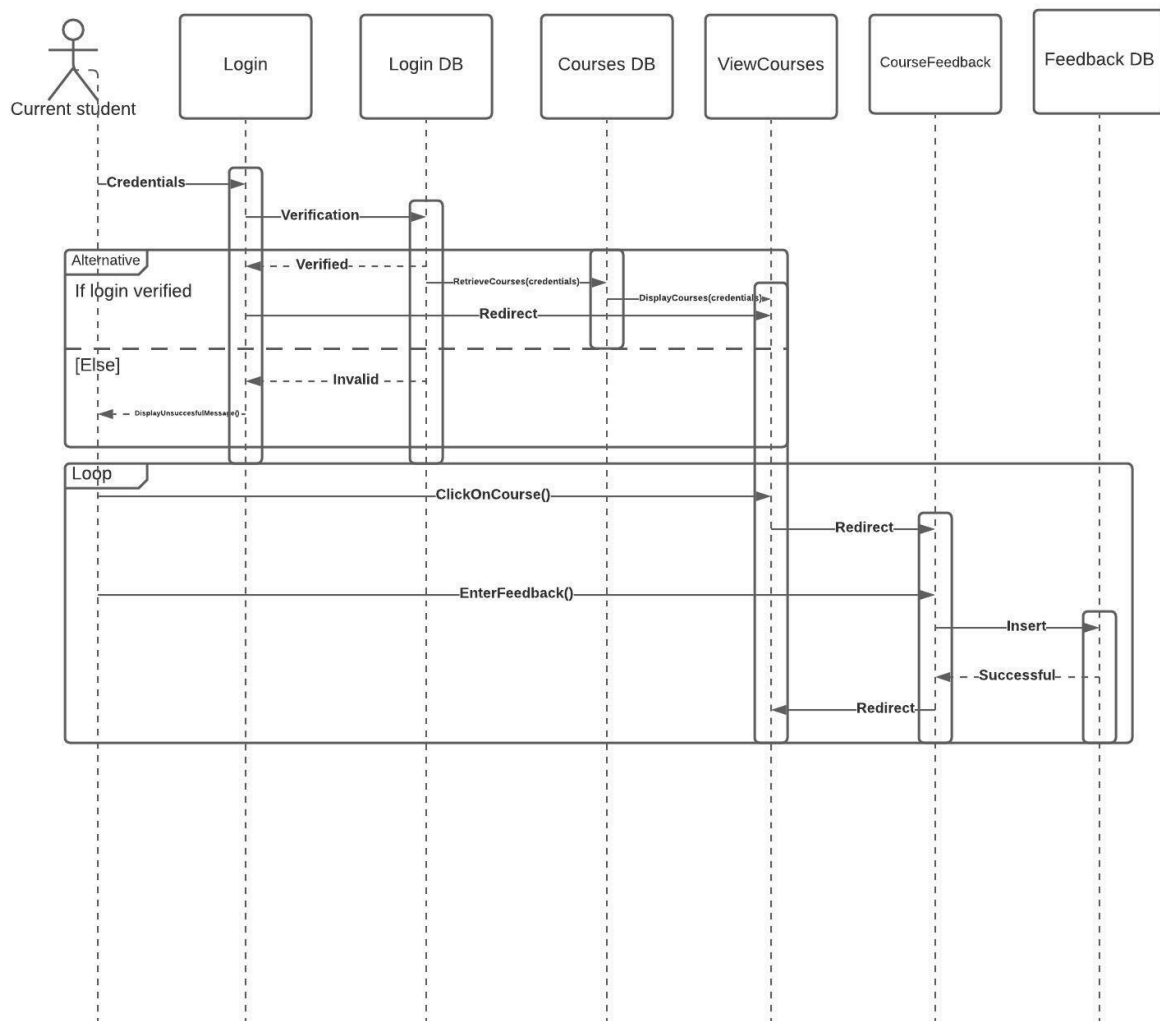 Login
Login DB
Courses DB
ViewCourses
CourseFeedback
Feedback DB
Current student
Credentials
Verification
Alternative
Verified
If login verified
RetrieveCourses(credentials)
DisplayCourses(credentials)
Redirect
[Else]
Invalid
DisplayUnsuccesfulMessage()
Loop
ClickOnCourse()
Redirect
EnterFeedback()
Insert
Successful
Redirect